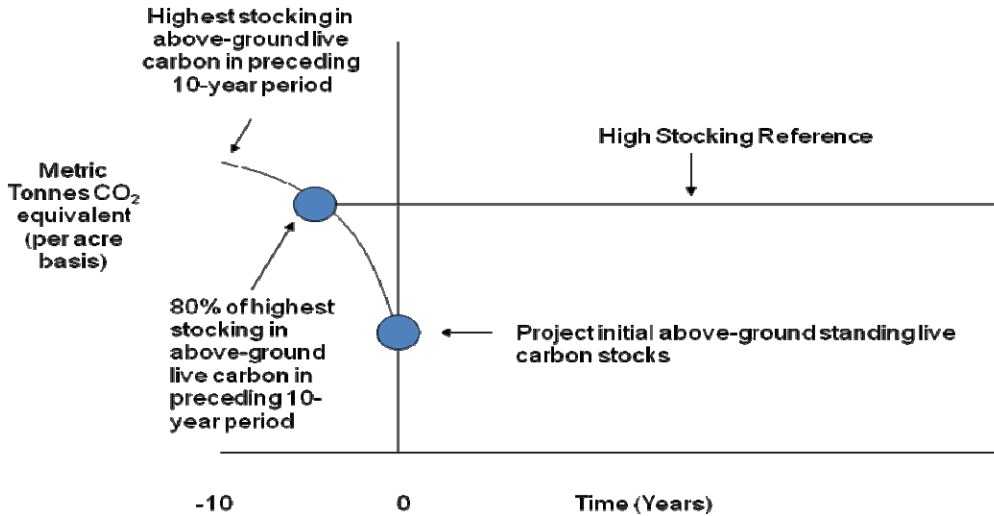 Highest stocking in
above-ground live
carbon in preceding
10-year period
High Stocking Reference
Metric
Tonnes CO₂
equivalent
(per acre
basis)
80% of highest
stocking in
above-ground
live carbon in
preceding 10-
year period
Project initial above-ground standing live
carbon stocks
-10
0
Time (Years)